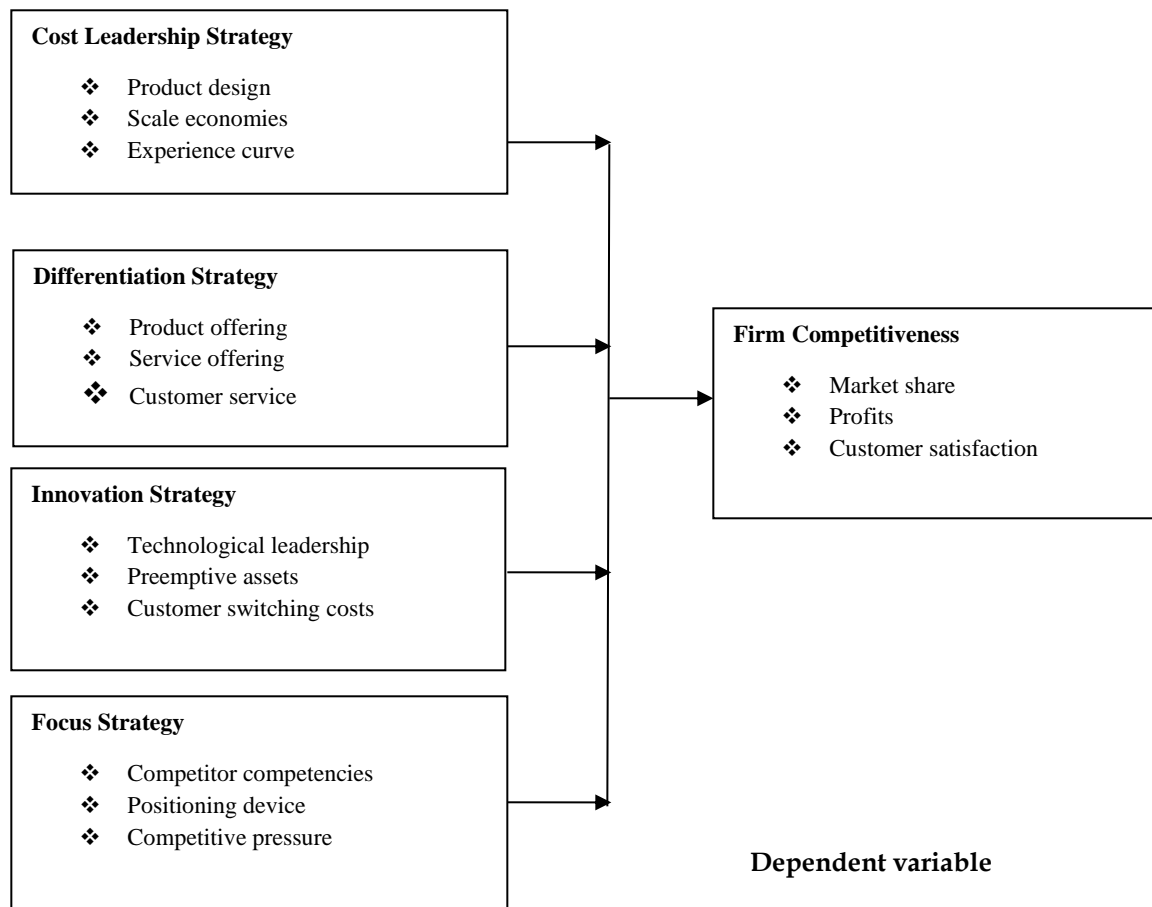 Cost Leadership Strategy
❖ Product design
❖ Scale economies
❖ Experience curve
Differentiation Strategy
❖ Product offering
❖ Service offering
❖ Customer service
Innovation Strategy
❖ Technological leadership
❖ Preemptive assets
❖ Customer switching costs
Focus Strategy
❖ Competitor competencies
❖ Positioning device
❖ Competitive pressure
Firm Competitiveness
❖ Market share
❖ Profits
❖ Customer satisfaction
Dependent variable